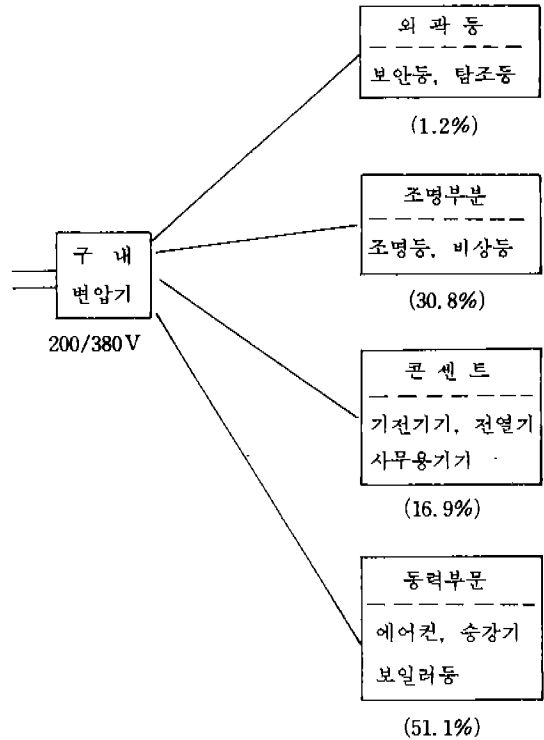 외 곽 등
보안등, 탐조등
(1.2%)
조명부분
조명등, 비상등
(30.8%)
구 내
변압기
200/380V
콘 센 트
기전기기, 전열기
사무용기기
(16.9%)
동력부문
에어컨, 승강기
보일러등
(51.1%)